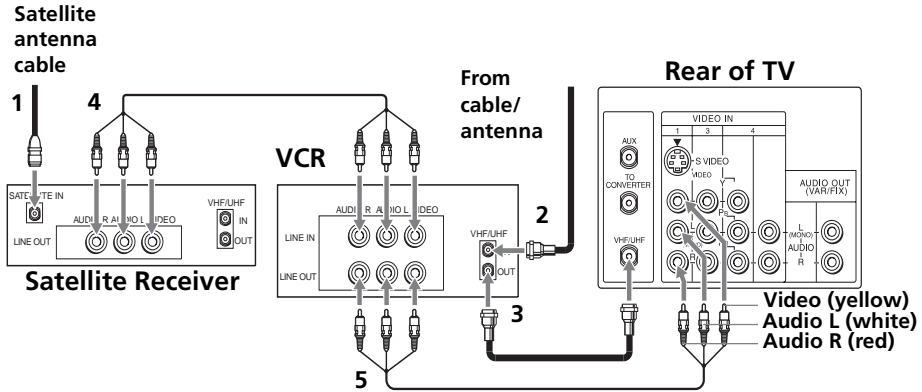 Satellite
antenna
cable
1
4
From
cable/
antenna
Rear of TV
VCR
2
SATELLITE IN
LINE OUT
AUDIO R AUDIO L VIDEO
VHF/UHF
IN
OUT
Satellite Receiver
AUDIO R AUDIO L VIDEO
LINE IN
LINE OUT
VHF/UHF
OUT
3
5
AUX
TO
CONVERTER
VHF/UHF
VIDEO IN
1 3 4
S VIDEO
VIDEO
Y
R
AUDIO OUT
(VAR/FIX)
L
(MONO)
AUDIO
R
Video (yellow)
Audio L (white)
Audio R (red)